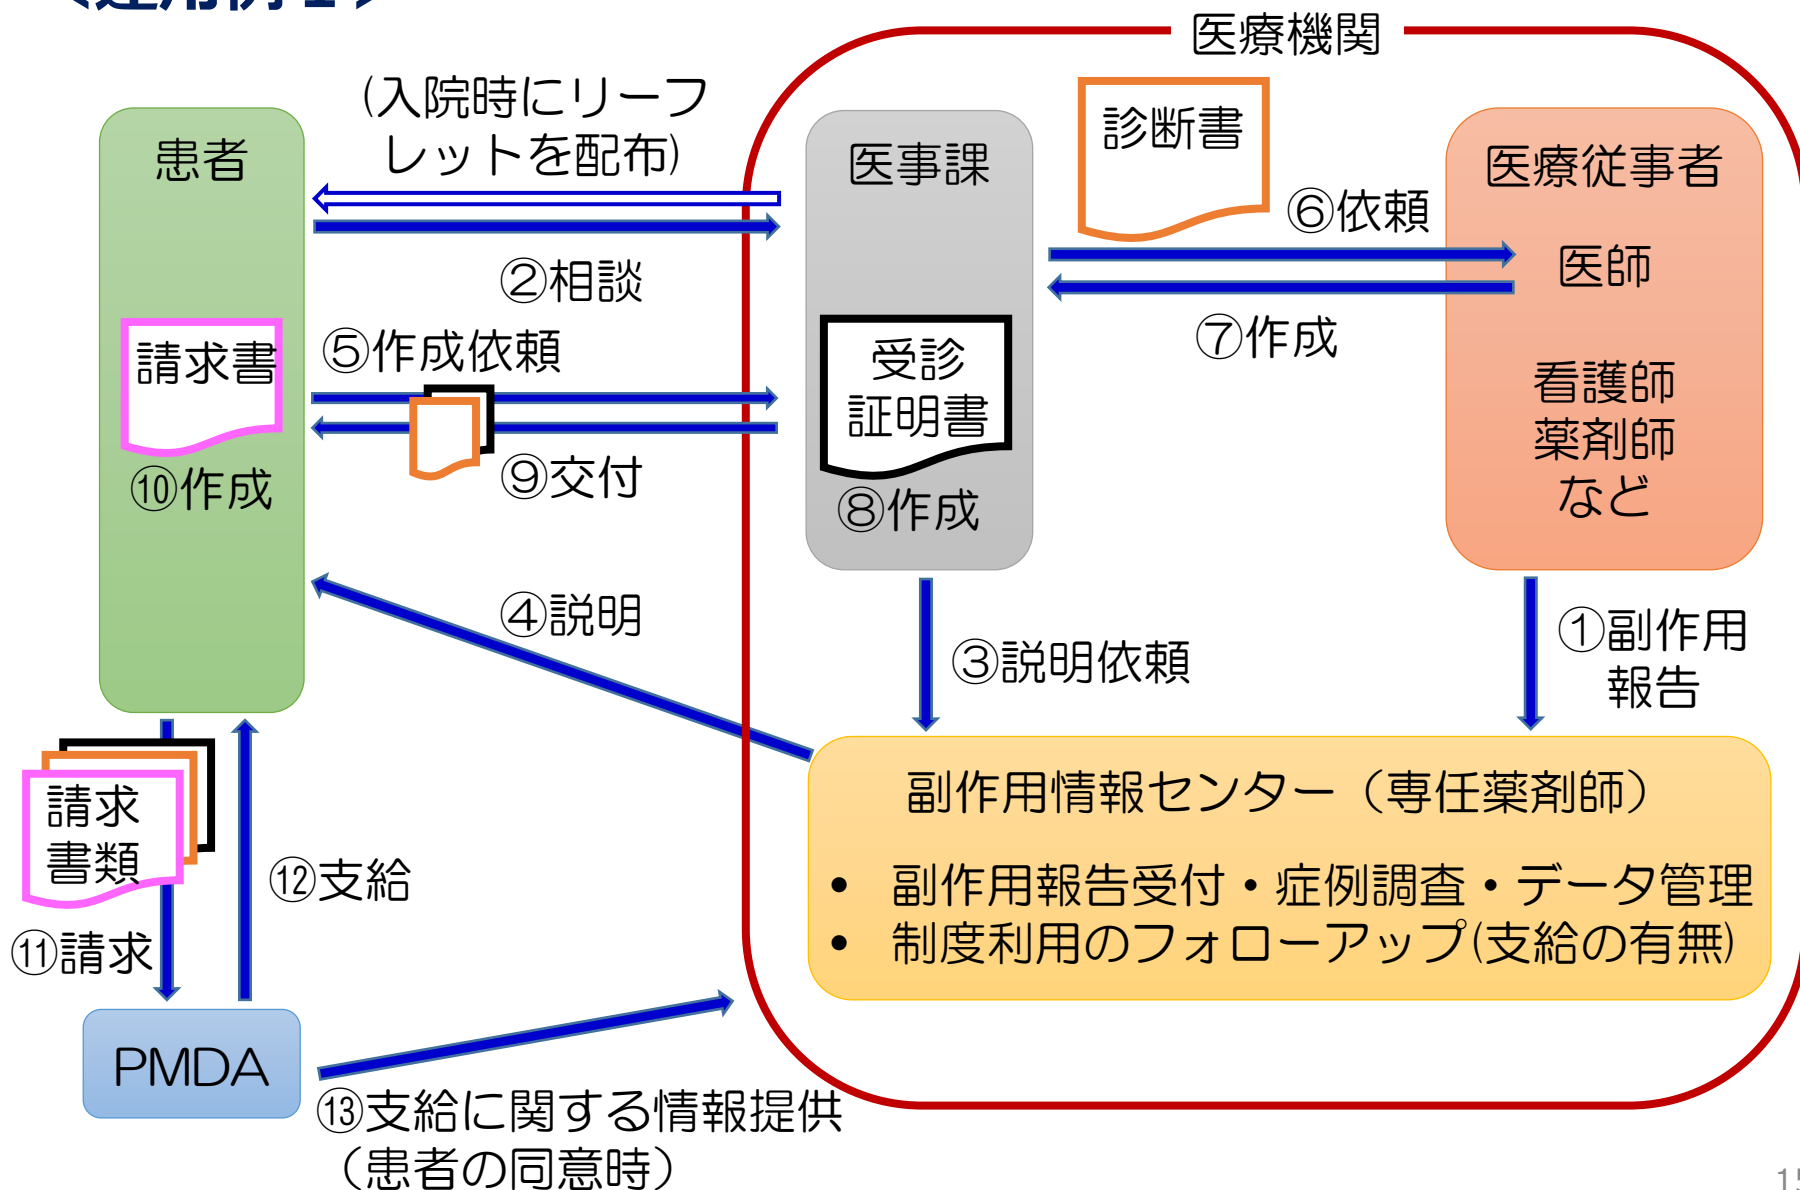 医療機関
(入院時にリーフ
レットを配布)
患者
医事課
診断書
医療従事者
⑥依頼
②相談
医師
⑤作成依頼
⑦作成
請求書
受診
証明書
看護師
薬剤師
など
⑩作成
⑨交付
⑧作成
④説明
③説明依頼
①副作用
報告
副作用情報センター（専任薬剤師）
• 副作用報告受付・症例調査・データ管理
• 制度利用のフォローアップ(支給の有無)
請求
書類
⑫支給
⑪請求
PMDA
⑬支給に関する情報提供
（患者の同意時）
15